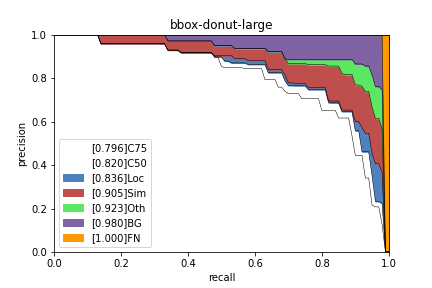 bbox-donut-large
1.0
0.8
0.6
0.4
0.2
0.0
precision
[0.796]C75
[0.820]C50
[0.836]Loc
[0.905]Sim
[0.923]Oth
[0.980]BG
[1.000]FN
0.0 0.2 0.4 0.6 0.8 1.0
recall